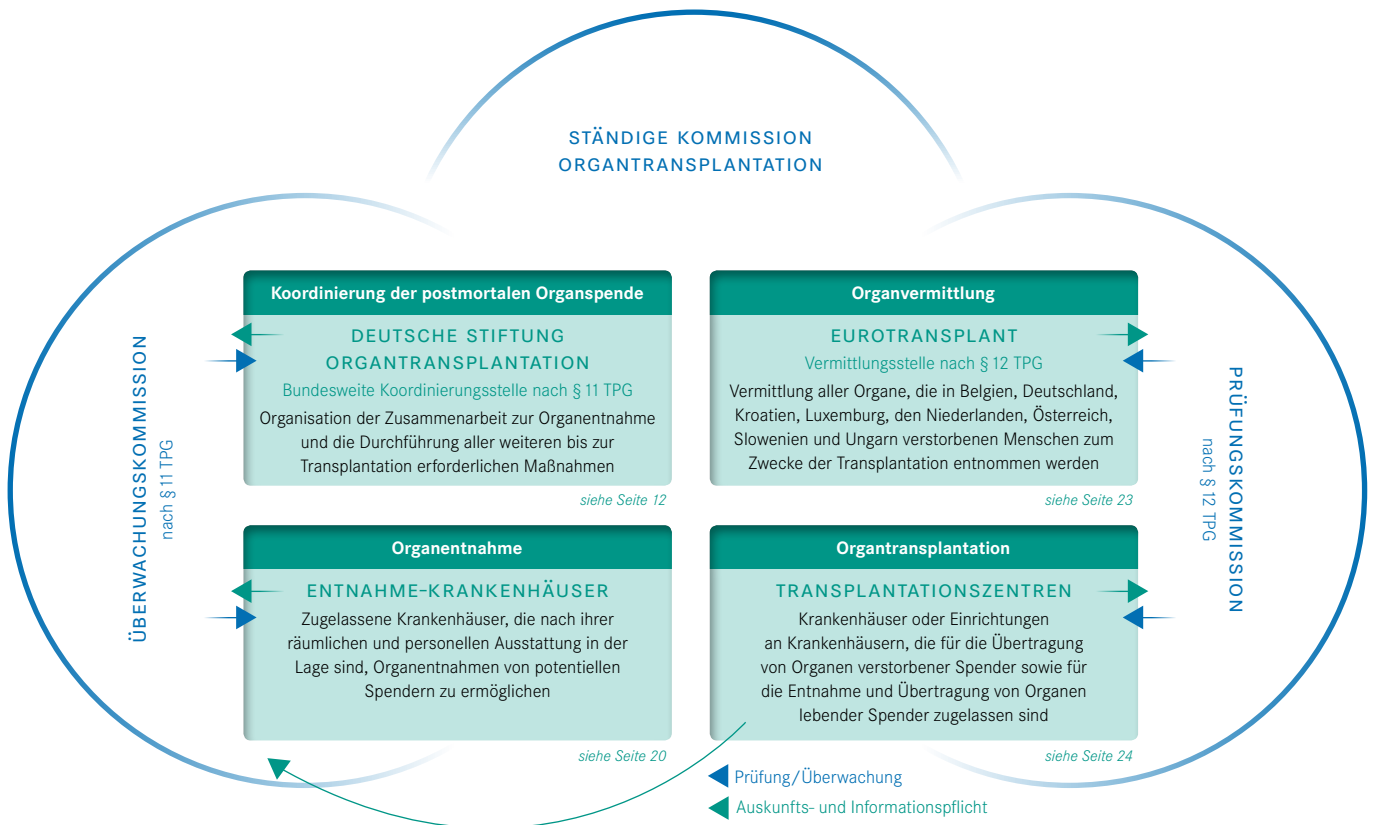 STÄNDIGE KOMMISSION
ORGANTRANSPLANTATION
ÜBERWACHUNGSKOMMISSION
nach § 11 TPG
Koordinierung der postmortalen Organspende
DEUTSCHE STIFTUNG
ORGANTRANSPLANTATION
Bundesweite Koordinierungsstelle nach § 11 TPG
Organisation der Zusammenarbeit zur Organentnahme
und die Durchführung aller weiteren bis zur
Transplantation erforderlichen Maßnahmen
siehe Seite 12
Organvermittlung
EUROTRANSPLANT
Vermittlungsstelle nach § 12 TPG
Vermittlung aller Organe, die in Belgien, Deutschland,
Kroatien, Luxemburg, den Niederlanden, Österreich,
Slowenien und Ungarn verstorbenen Menschen zum
Zwecke der Transplantation entnommen werden
siehe Seite 23
Organentnahme
ENTNAHME-KRANKENHÄUSER
Zugelassene Krankenhäuser, die nach ihrer
räumlichen und personellen Ausstattung in der
Lage sind, Organentnahmen von potentiellen
Spendern zu ermöglichen
siehe Seite 20
Organtransplantation
TRANSPLANTATIONSZENTREN
Krankenhäuser oder Einrichtungen
an Krankenhäusern, die für die Übertragung
von Organen verstorbener Spender sowie für
die Entnahme und Übertragung von Organen
lebender Spender zugelassen sind
siehe Seite 24
PRÜFUNGSKOMMISSION
nach § 12 TPG
Prüfung/Überwachung
Auskunfts- und Informationspflicht